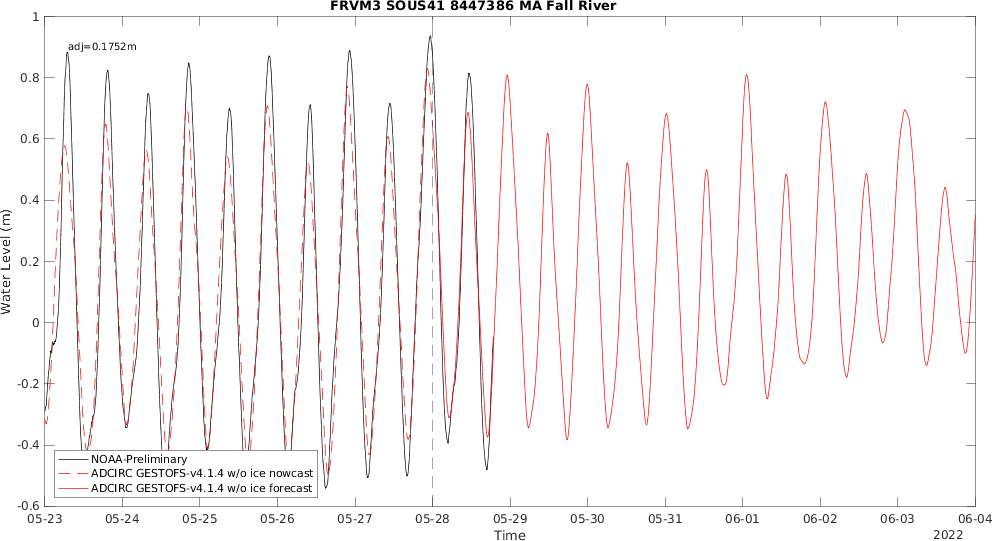 FRVM3 SOUS41 8447386 MA Fall River
adj=0.1752m
1
0.8
0.6
0.4
0.2
0
-0.2
-0.4
-0.6
Water Level (m)
NOAA-Preliminary
ADCIRC GESTOFS-v4.1.4 w/o ice nowcast
ADCIRC GESTOFS-v4.1.4 w/o ice forecast
05-23 05-24 05-25 05-26 05-27 05-28 05-29 05-30 05-31 06-01 06-02 06-03 06-04
Time
2022